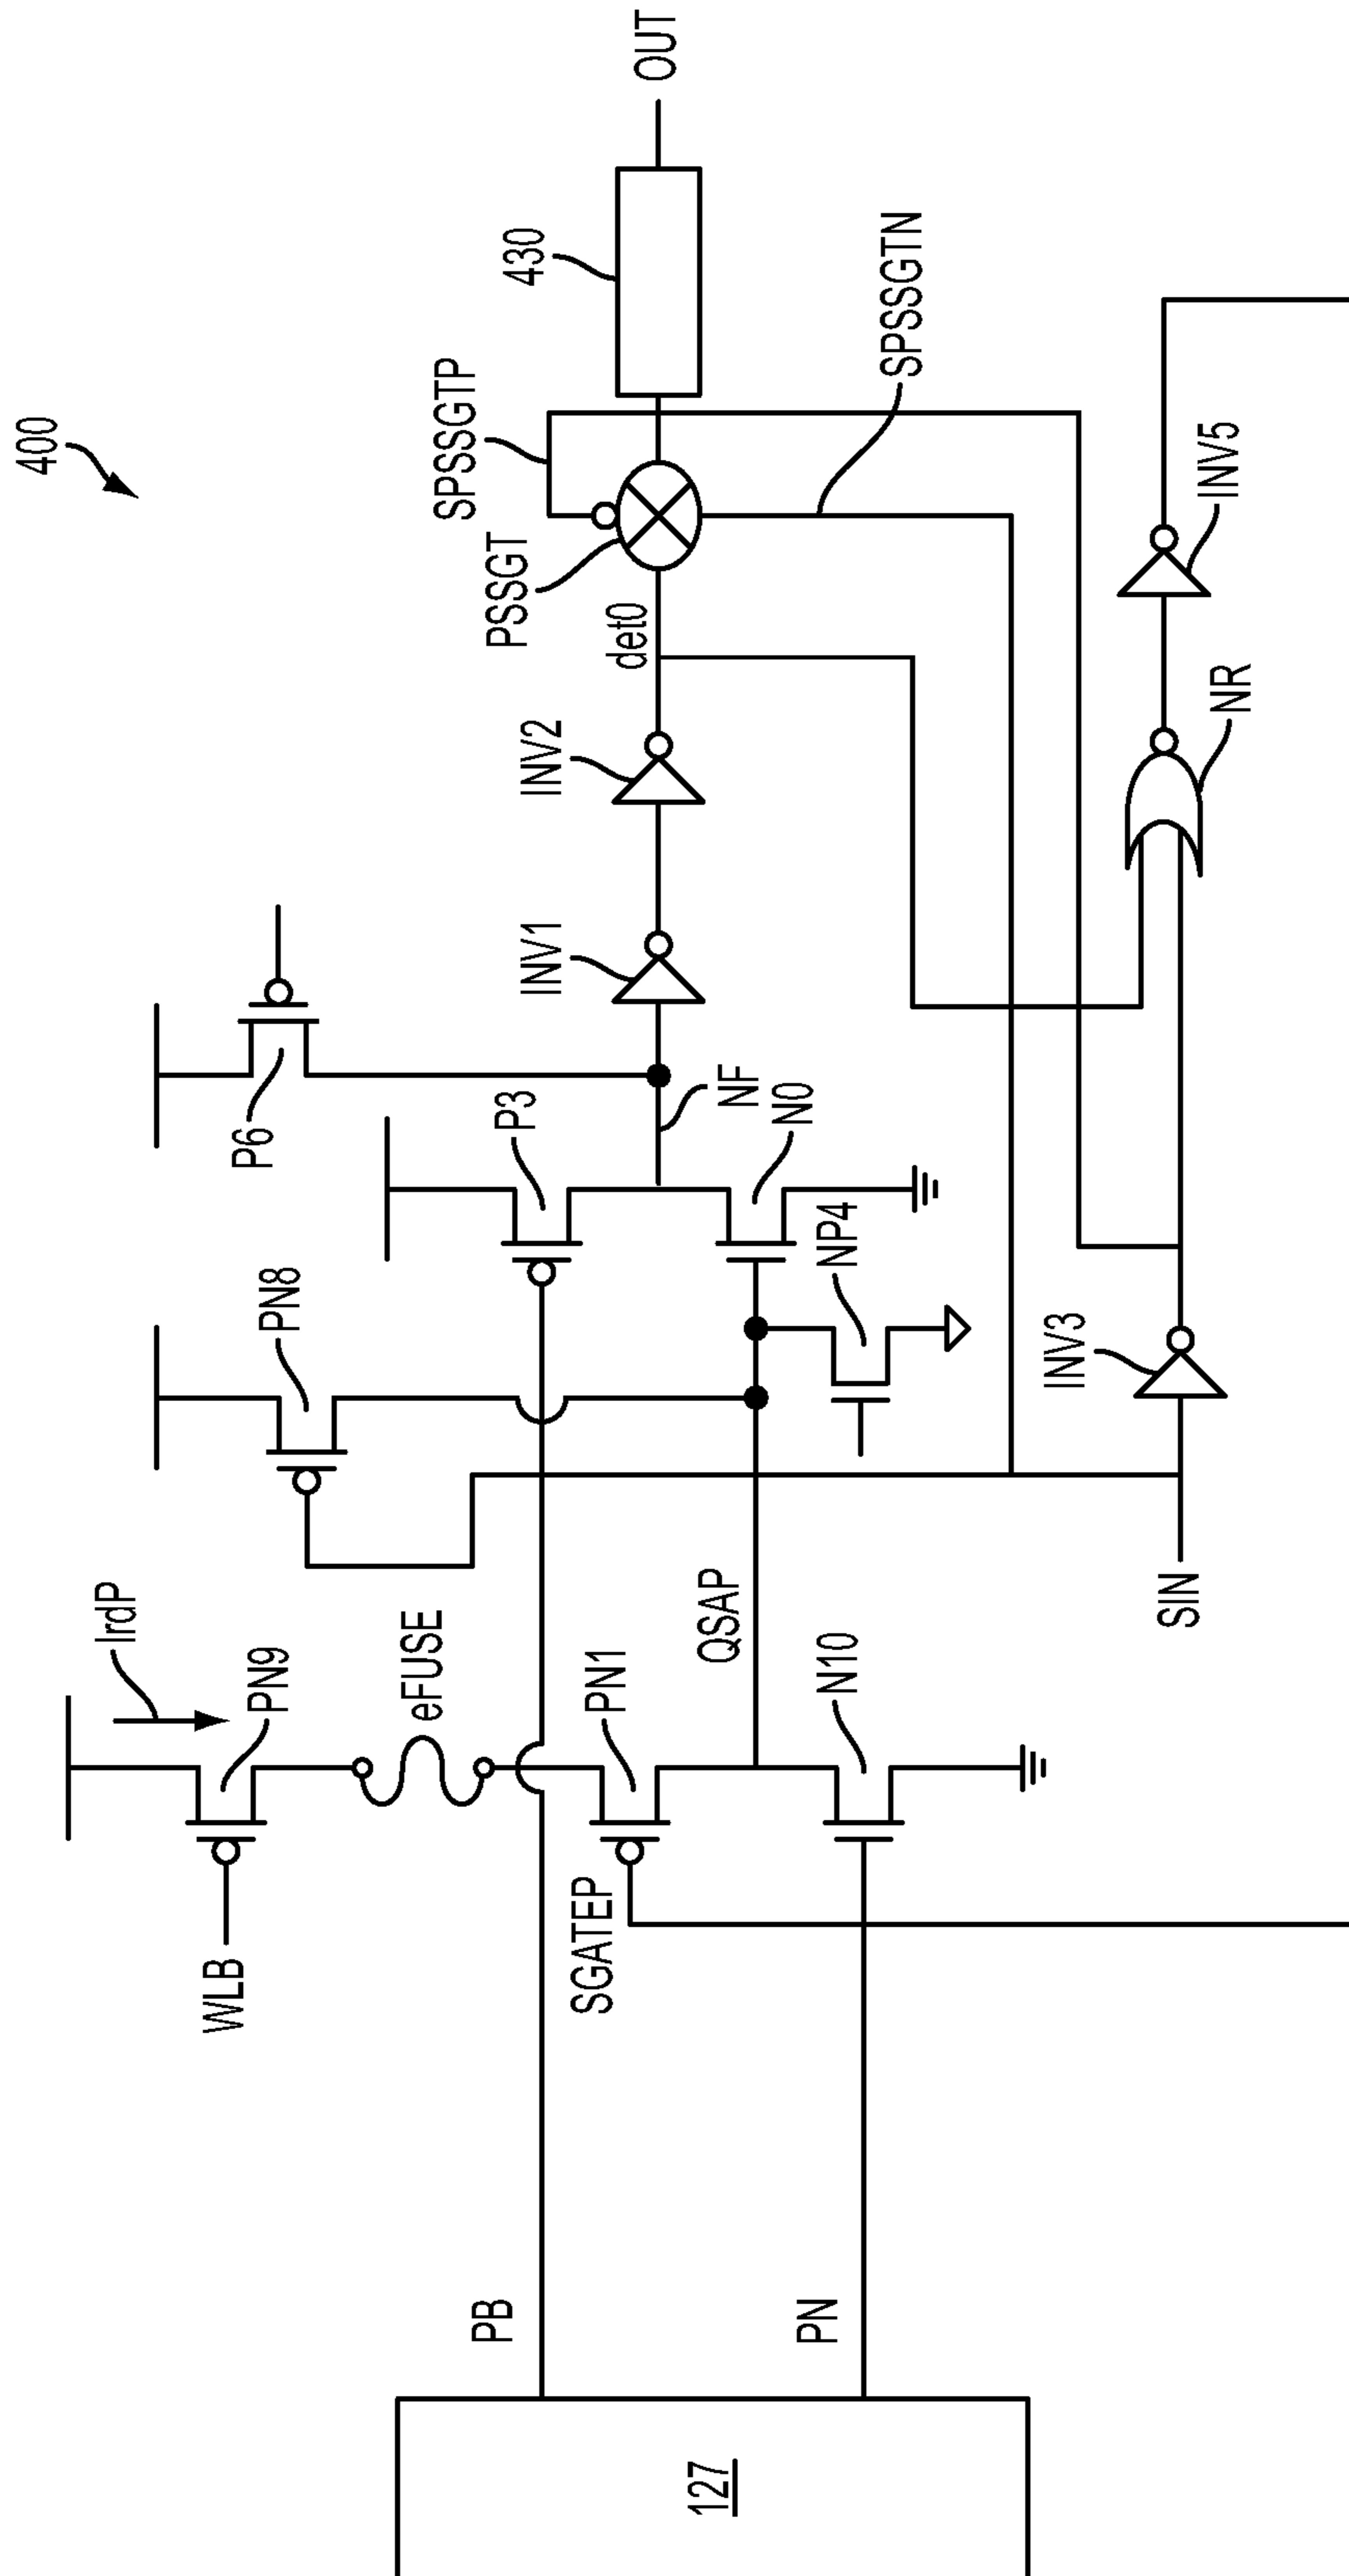 400
IrdP
WLB
PN9
eFUSE
SGATEP
PN1
QSAP
N10
PB
PN
127
PN8
P6
P3
NF
N0
NP4
INV1
INV2
det0
PSSGT
SPSSGTP
430
OUT
SPSSGTN
SIN
INV3
NR
INV5